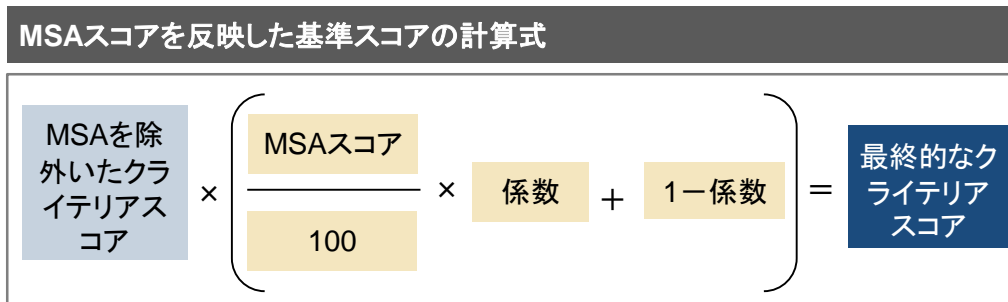 MSAスコアを反映した基準スコアの計算式
MSAを除
外いたクラ
イテリアス
コア
×
MSAスコア
100
×
係数
+
1－係数
=
最終的なク
ライテリア
スコア